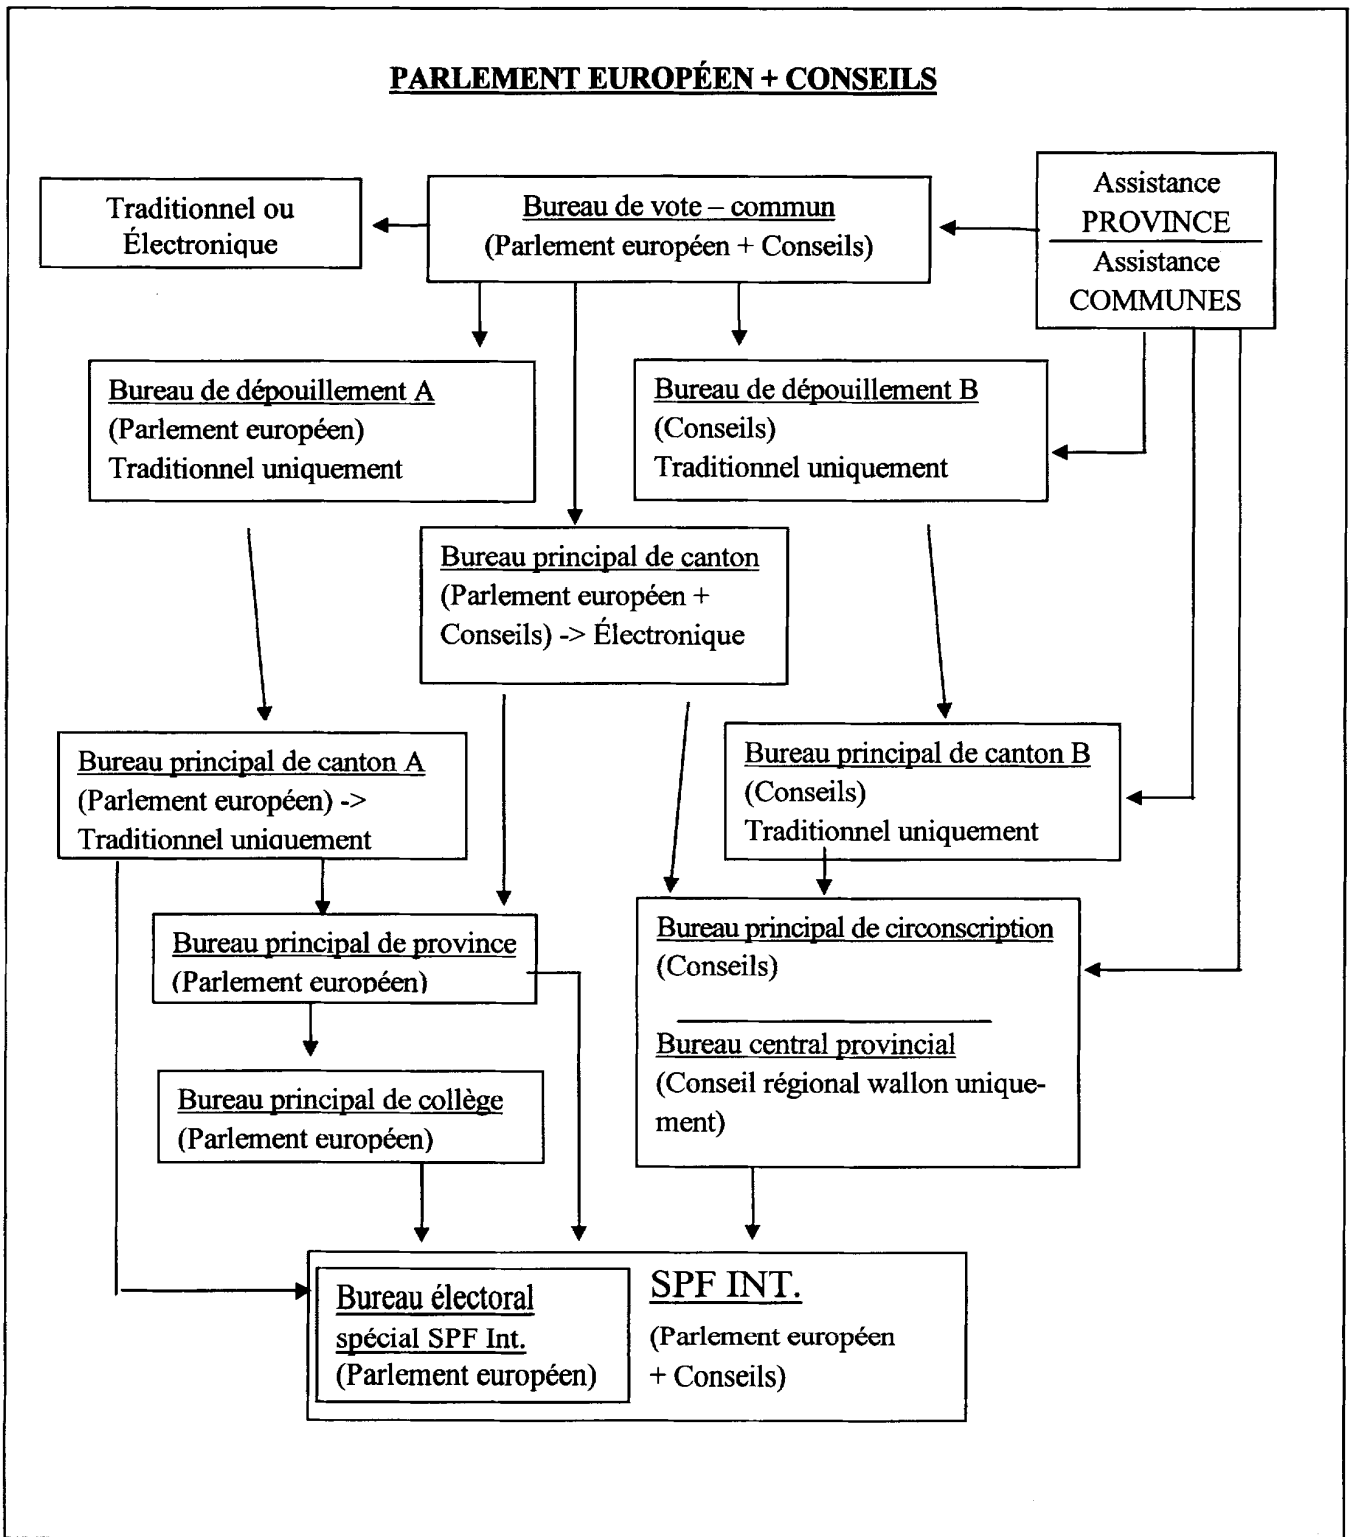 PARLEMENT EUROPÉEN + CONSEILS
Traditionnel ou
Électronique
Bureau de vote – commun
(Parlement européen + Conseils)
Assistance
PROVINCE
Assistance
COMMUNES
Bureau de dépouillement A
(Parlement européen)
Traditionnel uniquement
Bureau de dépouillement B
(Conseils)
Traditionnel uniquement
Bureau principal de canton
(Parlement européen +
Conseils) -> Électronique
Bureau principal de canton A
(Parlement européen) ->
Traditionnel uniquement
Bureau principal de canton B
(Conseils)
Traditionnel uniquement
Bureau principal de province
(Parlement européen)
Bureau principal de circonscription
(Conseils)
Bureau central provincial
(Conseil régional wallon unique-
ment)
Bureau principal de collège
(Parlement européen)
Bureau électoral
spécial SPF Int.
(Parlement européen)
SPF INT.
(Parlement européen
+ Conseils)